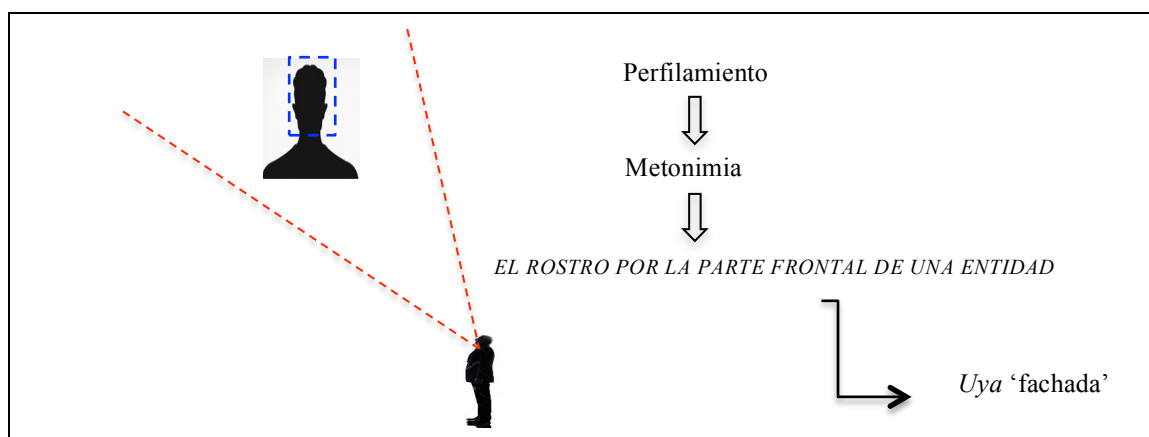 Perfilamiento
Metonimia
EL ROSTRO POR LA PARTE FRONTAL DE UNA ENTIDAD
Uya ‘fachada’